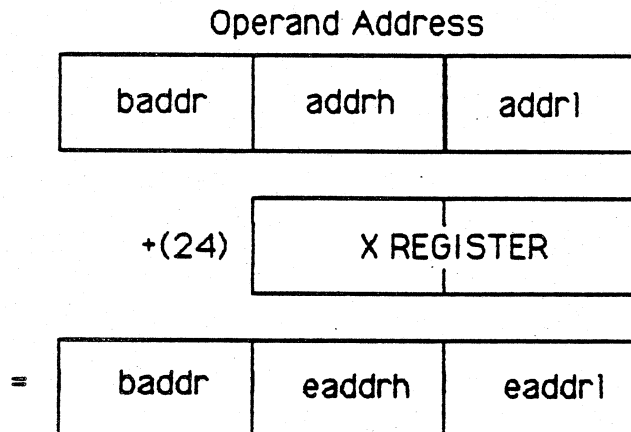 Operand Address
baddr addrh addrl
+(24) X REGISTER
= baddr eaddrh eaddrl